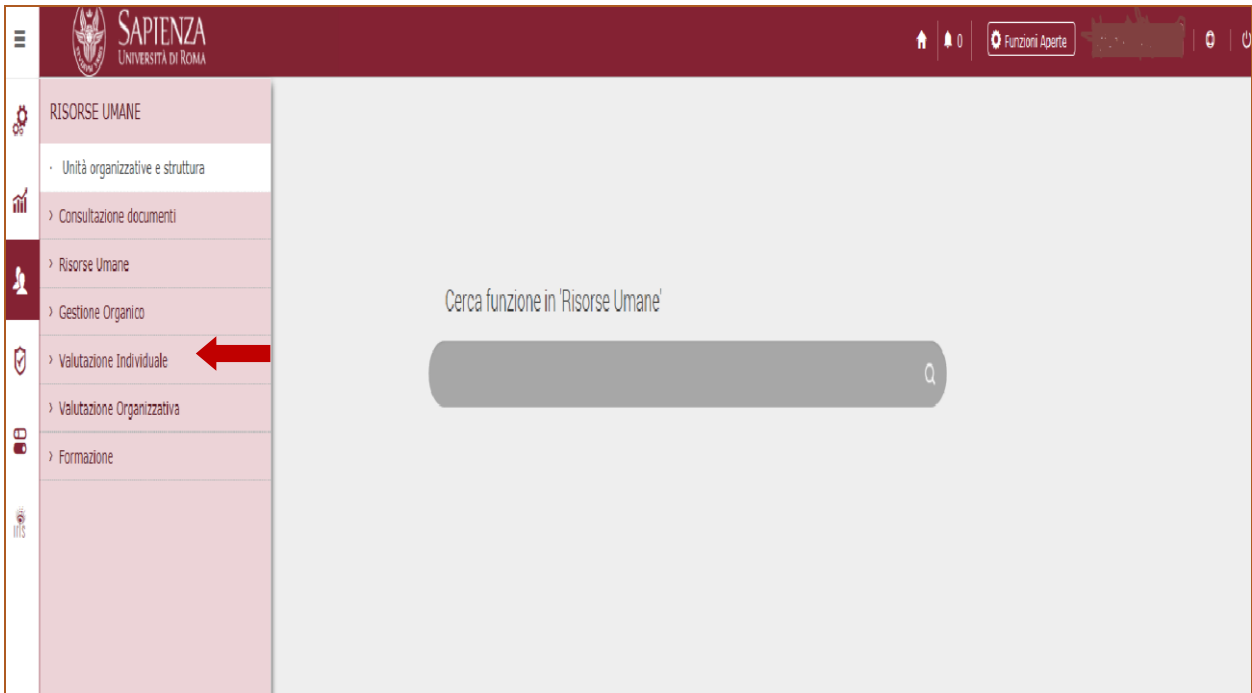 SAPIENZA
UNIVERSITÀ DI ROMA
0
Funzioni Aperte
RISORSE UMANE
· Unità organizzative e struttura
> Consultazione documenti
> Risorse Umane
> Gestione Organico
> Valutazione Individuale
> Valutazione Organizzativa
> Formazione
Cerca funzione in 'Risorse Umane'
IRIS